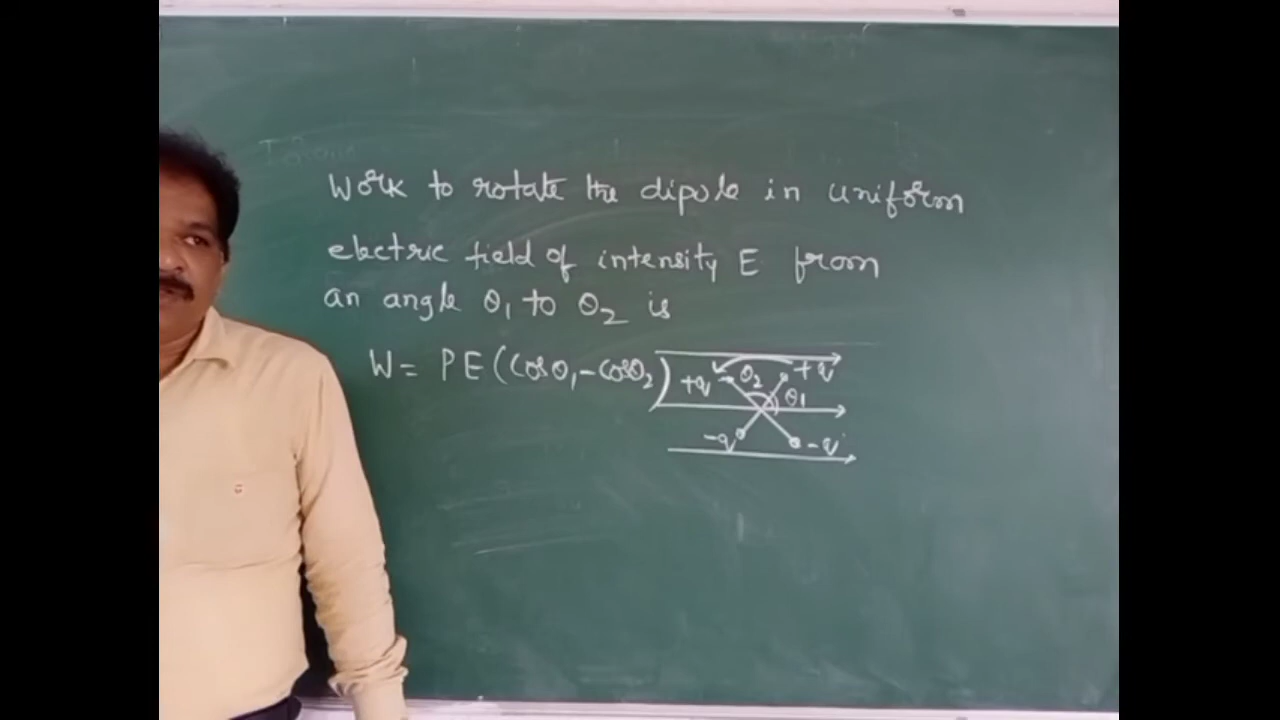 Work to rotate the dipole in uniform
electric field of intensity E from
an angle θ₁ to θ₂ is
W = PE(Cosθ₁ - Cosθ₂)
+q θ₂ +q
θ₁
-q -q